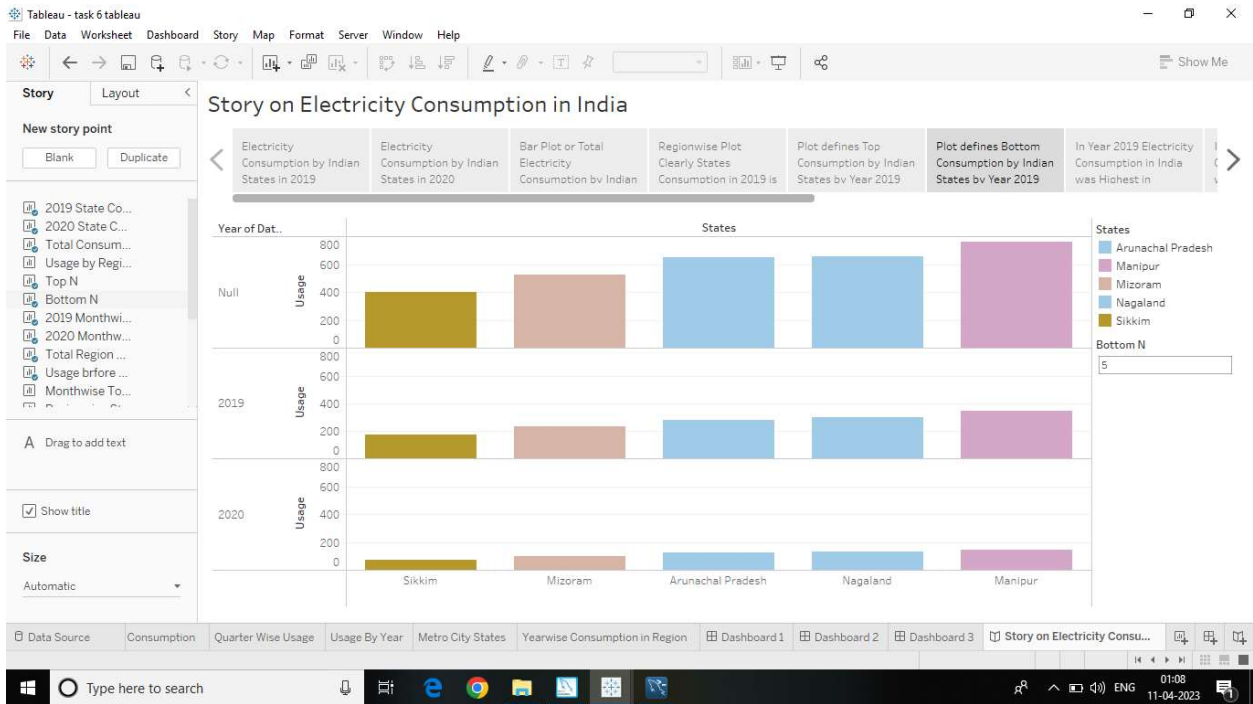 Tableau - task 6 tableau
File Data Worksheet Dashboard Story Map Format Server Window Help
Show Me
Story Layout
New story point
Blank Duplicate
2019 State Co...
2020 State C...
Total Consum...
Usage by Regi...
Top N
Bottom N
2019 Monthwi...
2020 Monthw...
Total Region ...
Usage brfore ...
Monthwise To...
A Drag to add text
Show title
Size
Automatic
Story on Electricity Consumption in India
Electricity
Consumption by Indian
States in 2019
Electricity
Consumption by Indian
States in 2020
Bar Plot or Total
Electricity
Consumption by Indian
Regionwise Plot
Clearly States
Consumption in 2019 is
Plot defines Top
Consumption by Indian
States by Year 2019
Plot defines Bottom
Consumption by Indian
States by Year 2019
In Year 2019 Electricity
Consumption in India
was Highest in
Year of Dat..
States
Null
Usage
800
600
400
200
0
2019
Usage
800
600
400
200
0
2020
Usage
800
600
400
200
0
Sikkim Mizoram Arunachal Pradesh Nagaland Manipur
States
Arunachal Pradesh
Manipur
Mizoram
Nagaland
Sikkim
Bottom N
5
Data Source Consumption Quarter Wise Usage Usage By Year Metro City States Yearwise Consumption in Region Dashboard 1 Dashboard 2 Dashboard 3 Story on Electricity Consu...
Type here to search
ENG
01:08
11-04-2023
1